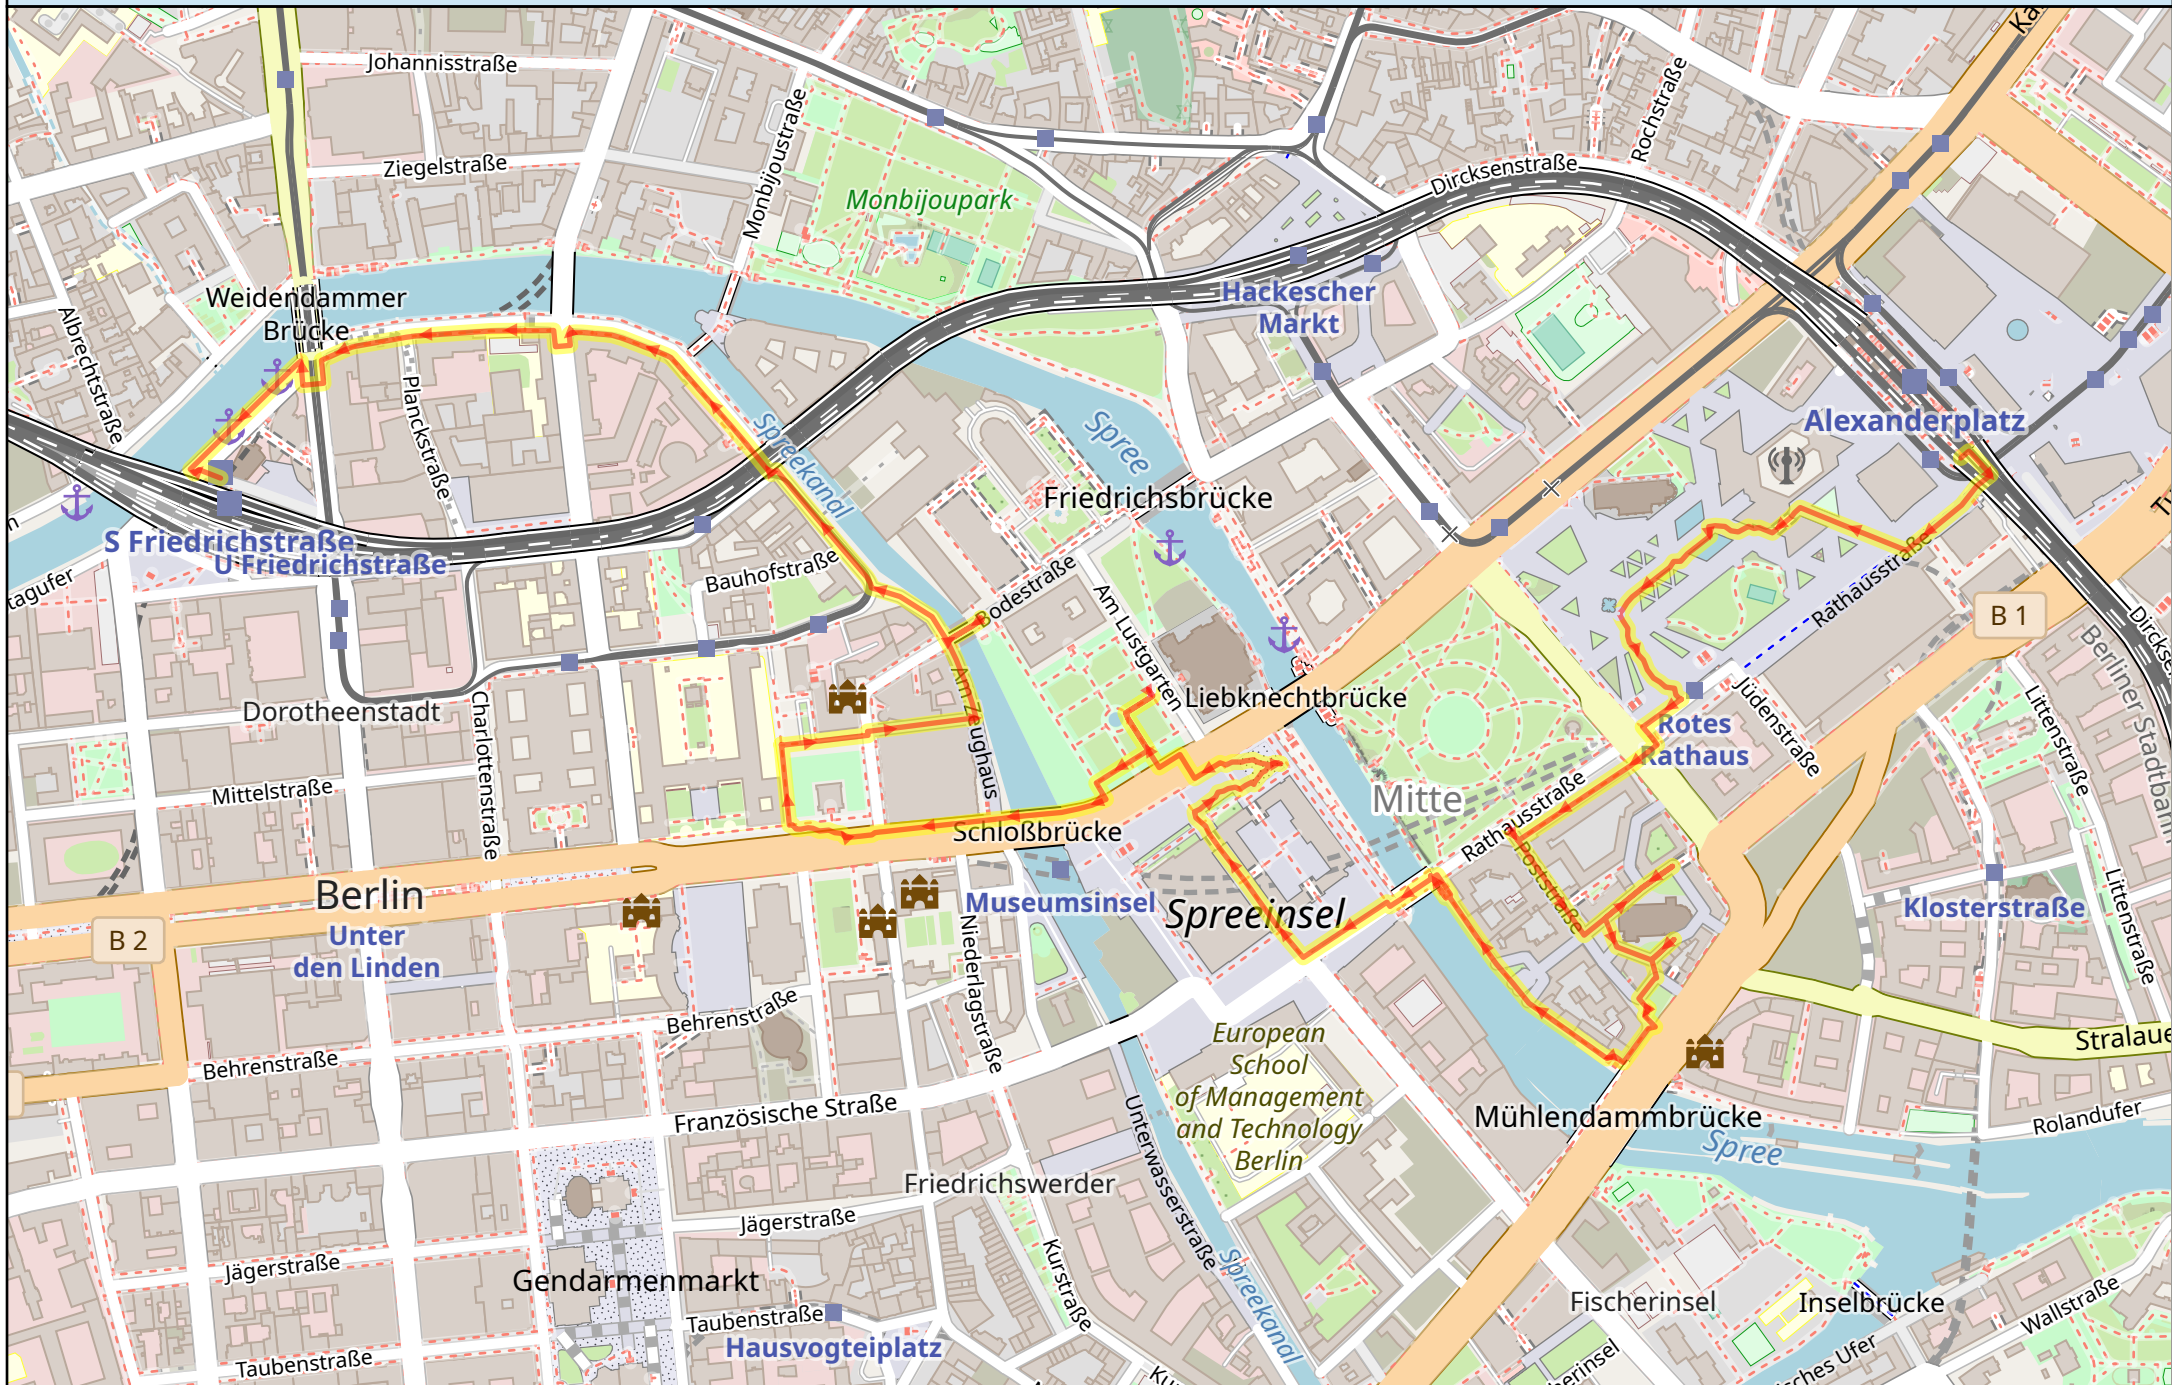 Johannisstraße
Ziegelstraße
Monbijoustraße
Monbijoupark
Rochstraße
Dircksenstraße
Weidendammer
Brücke
Albrechtstraße
Planckstraße
Hackescher
Markt
Spree
Spreekanal
Alexanderplatz
Friedrichsbrücke
S Friedrichstraße
U Friedrichstraße
Bauhofstraße
Bodestraße
Am Lustgarten
Rathausstraße
B 1
Berliner Stadtbahn
Liebknechtbrücke
Dorotheenstadt
Charlottenstraße
Am Zeughaus
Rotes
Rathaus
Jüdenstraße
Littenstraße
Mittelstraße
Mitte
Rathausstraße
Schloßbrücke
Poststraße
Berlin
Museumsinsel
Spreeinsel
Klosterstraße
Littenstraße
B 2
Unter
den Linden
Niederlagstraße
Behrenstraße
Behrenstraße
European
School
of Management
and Technology
Berlin
Französische Straße
Unterwasserstraße
Mühlendammbrücke
Spree
Rolandufer
Friedrichswerder
Jägerstraße
Jägerstraße
Kurstraße
Spreekanal
Gendarmenmarkt
Fischerinsel
Inselbrücke
Wallstraße
Taubenstraße
Hausvogteiplatz
Taubenstraße